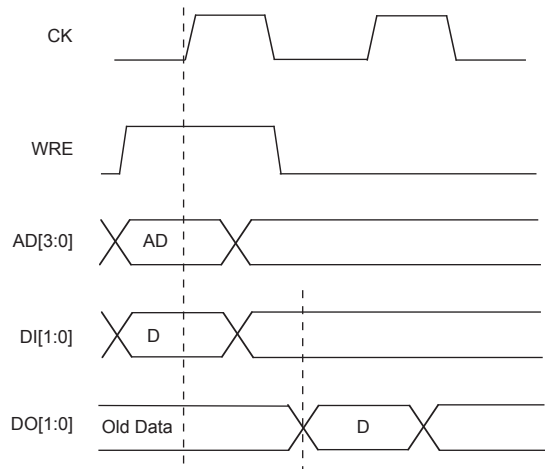 CK
WRE
AD[3:0]
AD
DI[1:0]
D
DO[1:0]
Old Data
D